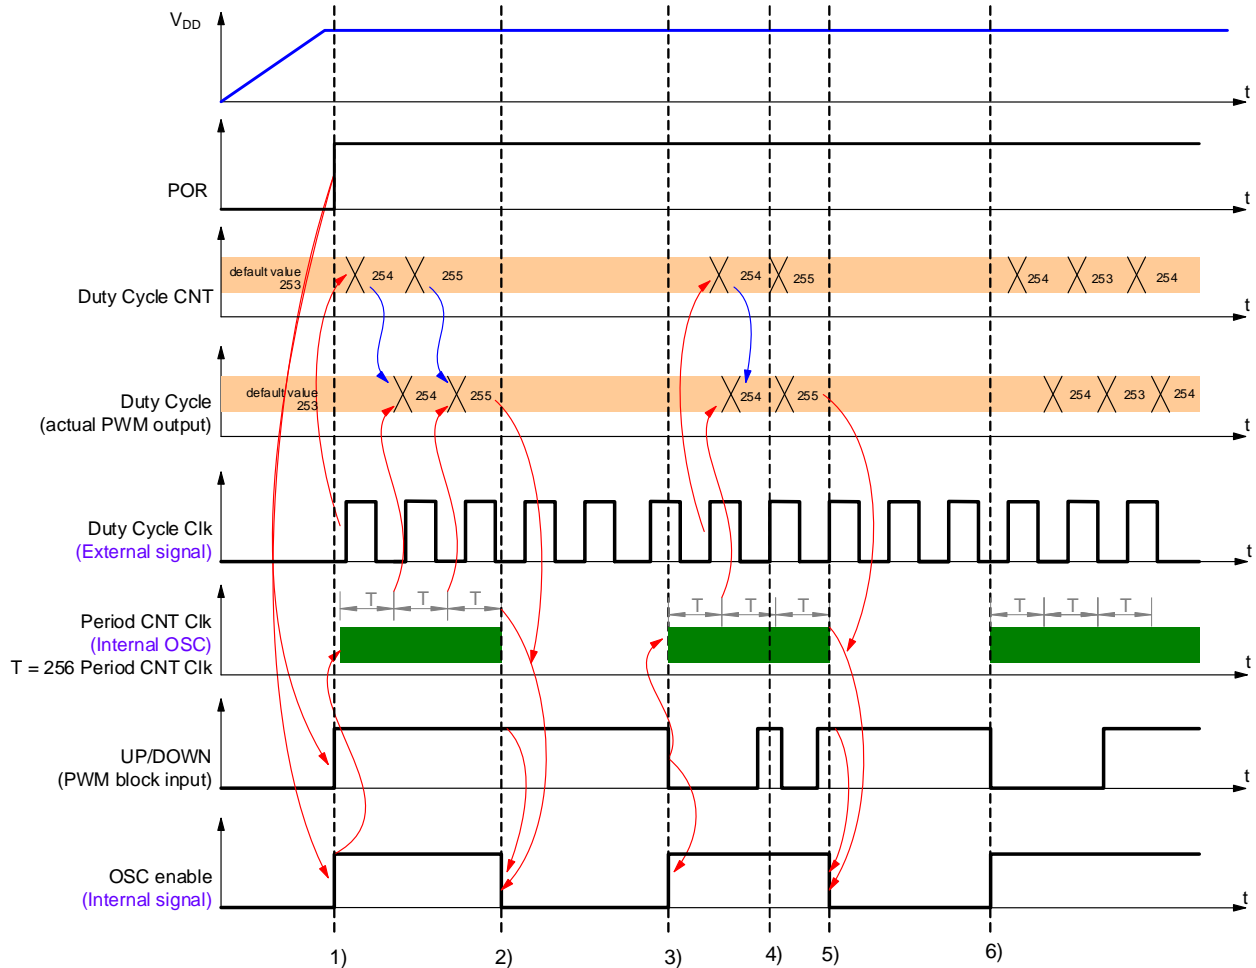 VDD
t
POR
t
default value
253
254
255
254
255
254
253
254
Duty Cycle CNT
t
default value
253
254
255
254
255
254
253
254
Duty Cycle
(actual PWM output)
t
Duty Cycle Clk
(External signal)
t
T T T T T T T T T
Period CNT Clk
(Internal OSC)
T = 256 Period CNT Clk
t
UP/DOWN
(PWM block input)
t
OSC enable
(Internal signal)
t
1) 2) 3) 4) 5) 6)